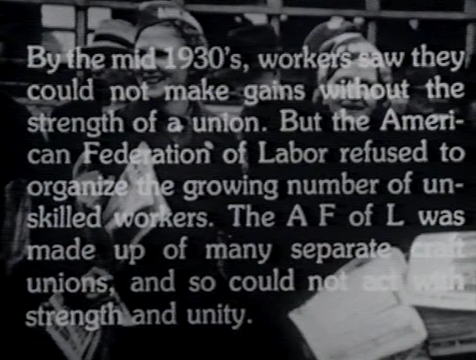 By the mid 1930's, workers saw they
could not make gains without the
strength of a union. But the Ameri-
can Federation of Labor refused to
organize the growing number of un-
skilled workers. The A F of L was
made up of many separate craft
unions, and so could not act with
strength and unity.